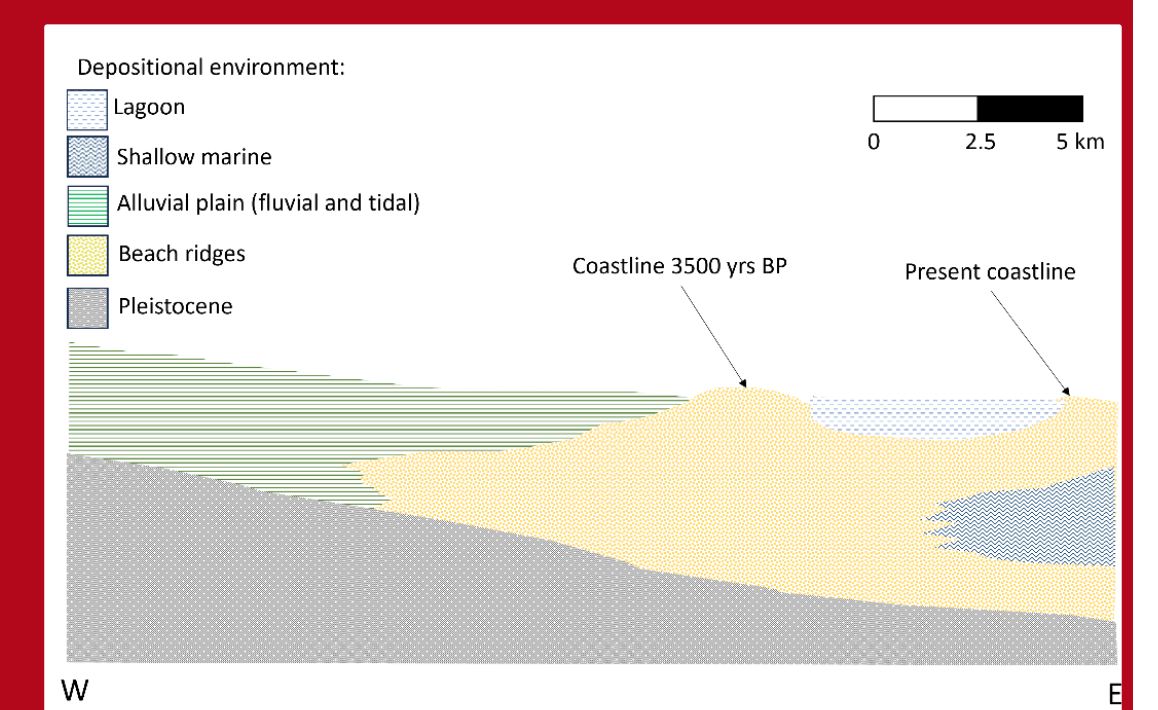 Depositional environment:
Lagoon
Shallow marine
Alluvial plain (fluvial and tidal)
Beach ridges
Pleistocene
0 2.5 5 km
Coastline 3500 yrs BP
Present coastline
W E